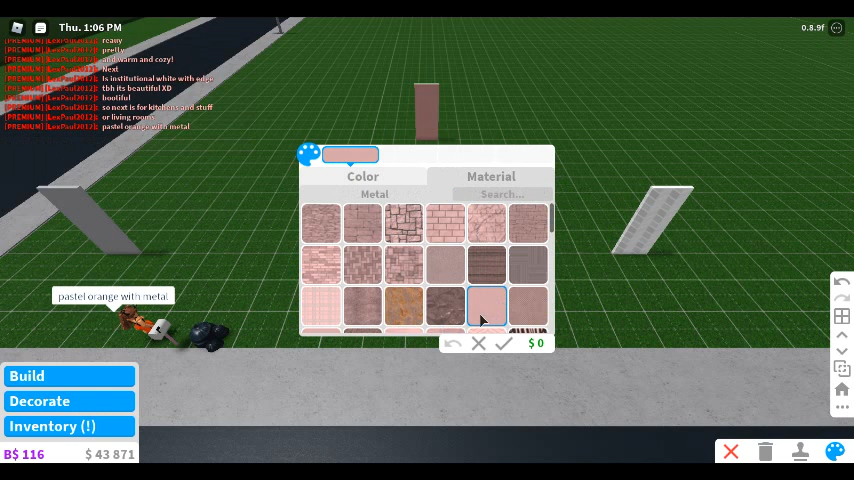 Thu. 1:06 PM
0.8.9f
[PREMIUM] [LexPaul2012]: really
[PREMIUM] [LexPaul2012]: pretty
[PREMIUM] [LexPaul2012]: and warm and cozy!
[PREMIUM] [LexPaul2012]: Next
[PREMIUM] [LexPaul2012]: Is institutional white with edge
[PREMIUM] [LexPaul2012]: tbh its beautiful XD
[PREMIUM] [LexPaul2012]: bootiful
[PREMIUM] [LexPaul2012]: so next is for kitchens and stuff
[PREMIUM] [LexPaul2012]: or living rooms
[PREMIUM] [LexPaul2012]: pastel orange with metal
Color
Material
Metal
Search...
pastel orange with metal
$ 0
Build
Decorate
Inventory (!)
B$ 116
$ 43 871